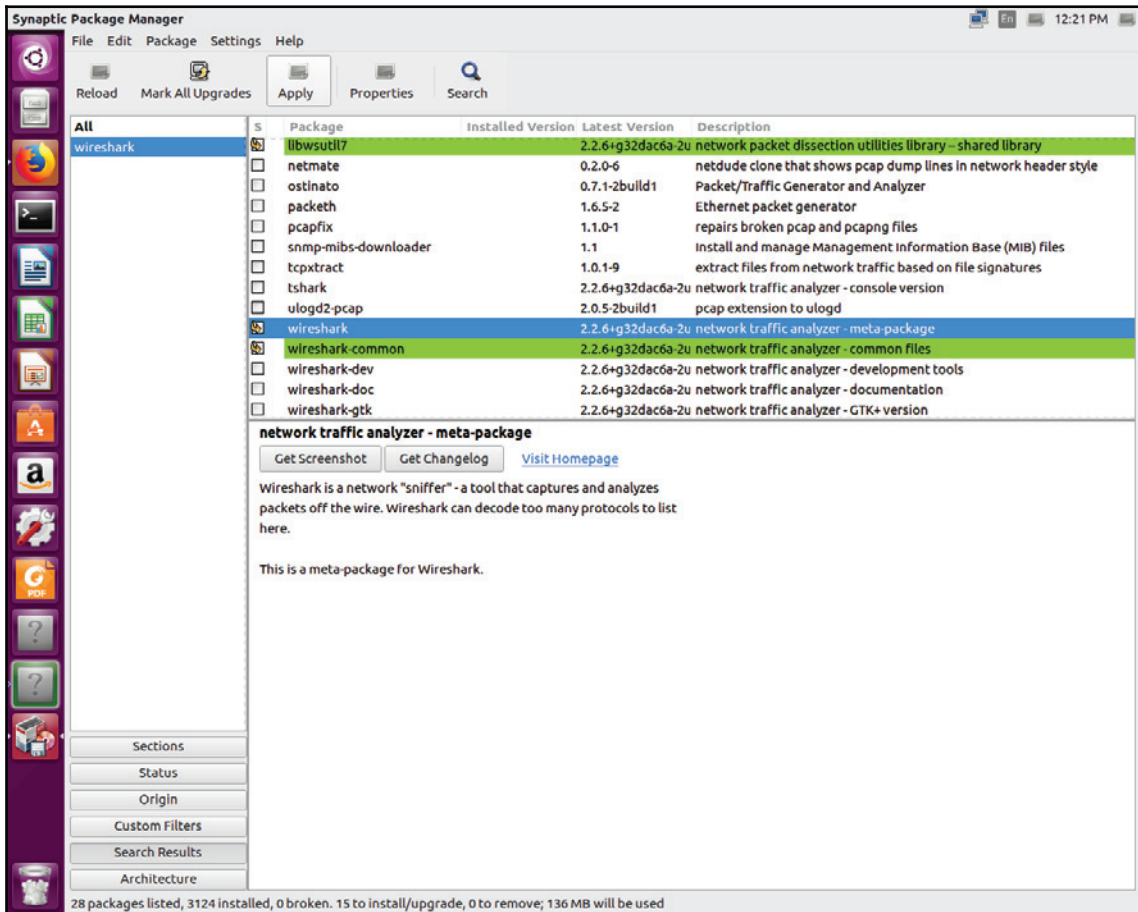 Synaptic Package Manager
En
12:21 PM
File Edit Package Settings Help
Reload Mark All Upgrades Apply Properties Search
All
wireshark
S Package Installed Version Latest Version Description
libwsutil7 2.2.6+g32dac6a-2u network packet dissection utilities library – shared library
netmate 0.2.0-6 netdude clone that shows pcap dump lines in network header style
ostinato 0.7.1-2build1 Packet/Traffic Generator and Analyzer
packeth 1.6.5-2 Ethernet packet generator
pcapfix 1.1.0-1 repairs broken pcap and pcapng files
snmp-mibs-downloader 1.1 Install and manage Management Information Base (MIB) files
tcpxtract 1.0.1-9 extract files from network traffic based on file signatures
tshark 2.2.6+g32dac6a-2u network traffic analyzer - console version
ulogd2-pcap 2.0.5-2build1 pcap extension to ulogd
wireshark 2.2.6+g32dac6a-2u network traffic analyzer - meta-package
wireshark-common 2.2.6+g32dac6a-2u network traffic analyzer - common files
wireshark-dev 2.2.6+g32dac6a-2u network traffic analyzer - development tools
wireshark-doc 2.2.6+g32dac6a-2u network traffic analyzer - documentation
wireshark-gtk 2.2.6+g32dac6a-2u network traffic analyzer - GTK+ version
network traffic analyzer - meta-package
Get Screenshot Get Changelog Visit Homepage
Wireshark is a network "sniffer" - a tool that captures and analyzes
packets off the wire. Wireshark can decode too many protocols to list
here.
This is a meta-package for Wireshark.
A
a
PDF
?
?
Sections
Status
Origin
Custom Filters
Search Results
Architecture
28 packages listed, 3124 installed, 0 broken. 15 to install/upgrade, 0 to remove; 136 MB will be used